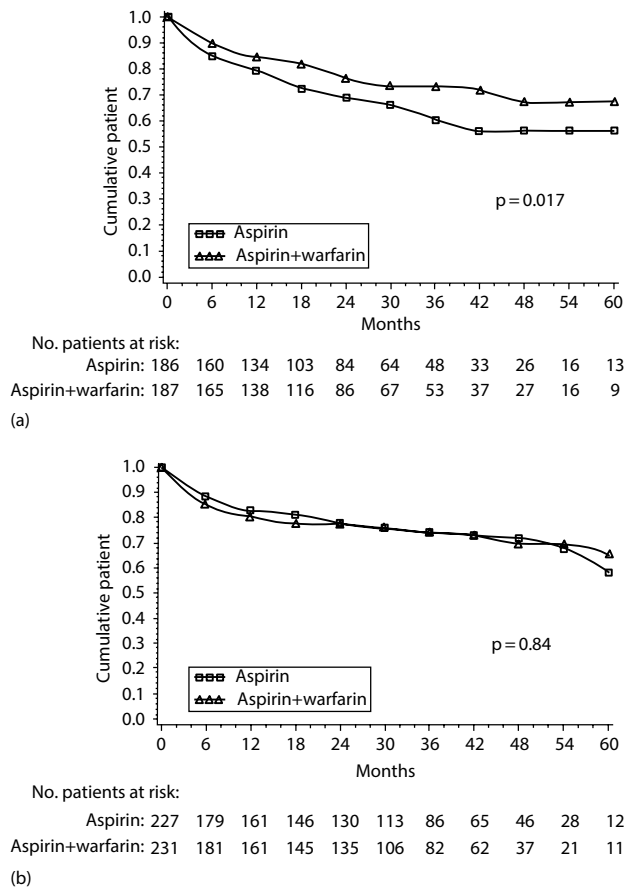 1.0
0.9
0.8
0.7
0.6
0.5
0.4
0.3
0.2
0.1
0.0
Cumulative patient
p = 0.017
Aspirin
Aspirin+warfarin
0 6 12 18 24 30 36 42 48 54 60
Months
No. patients at risk:
Aspirin: 186 160 134 103 84 64 48 33 26 16 13
Aspirin+warfarin: 187 165 138 116 86 67 53 37 27 16 9
(a)
1.0
0.9
0.8
0.7
0.6
0.5
0.4
0.3
0.2
0.1
0.0
Cumulative patient
p = 0.84
Aspirin
Aspirin+warfarin
0 6 12 18 24 30 36 42 48 54 60
Months
No. patients at risk:
Aspirin: 227 179 161 146 130 113 86 65 46 28 12
Aspirin+warfarin: 231 181 161 145 135 106 82 62 37 21 11
(b)